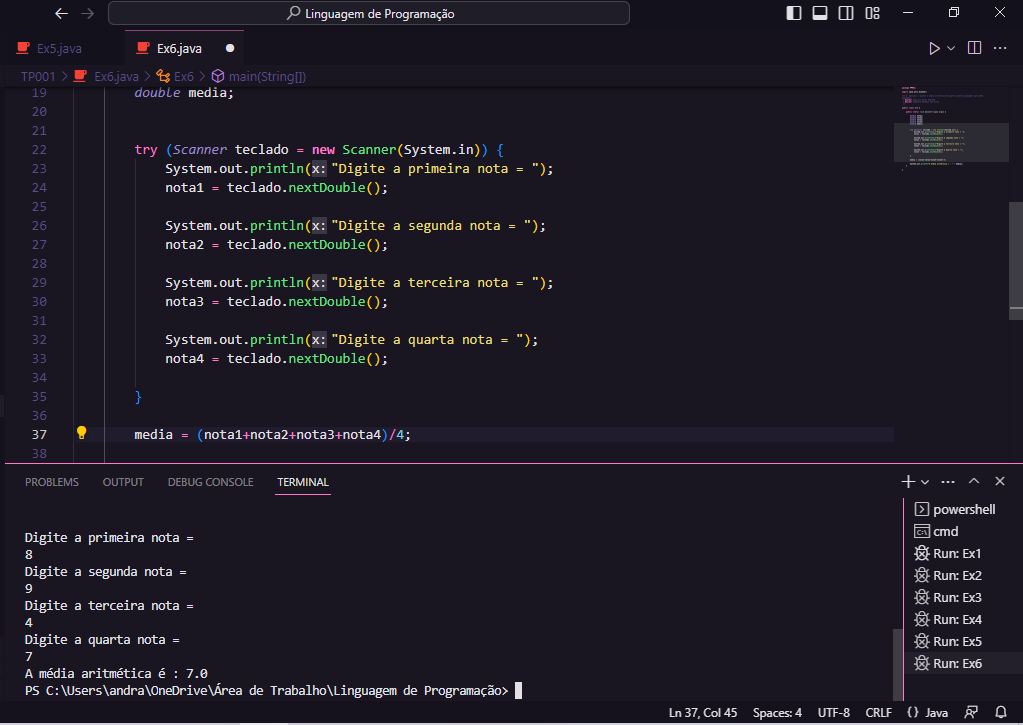 Linguagem de Programação
Ex5.java
Ex6.java
TP001 > Ex6.java > Ex6 > main(String[])
19 double media;
20
21
22 try (Scanner teclado = new Scanner(System.in)) {
23 System.out.println(x: "Digite a primeira nota = ");
24 nota1 = teclado.nextDouble();
25
26 System.out.println(x: "Digite a segunda nota = ");
27 nota2 = teclado.nextDouble();
28
29 System.out.println(x: "Digite a terceira nota = ");
30 nota3 = teclado.nextDouble();
31
32 System.out.println(x: "Digite a quarta nota = ");
33 nota4 = teclado.nextDouble();
34
35 }
36
37 media = (nota1+nota2+nota3+nota4)/4;
38
PROBLEMS OUTPUT DEBUG CONSOLE TERMINAL
Digite a primeira nota =
8
Digite a segunda nota =
9
Digite a terceira nota =
4
Digite a quarta nota =
7
A média aritmética é : 7.0
PS C:\Users\andra\OneDrive\Área de Trabalho\Linguagem de Programação>
powershell
cmd
Run: Ex1
Run: Ex2
Run: Ex3
Run: Ex4
Run: Ex5
Run: Ex6
Ln 37, Col 45 Spaces: 4 UTF-8 CRLF {} Java